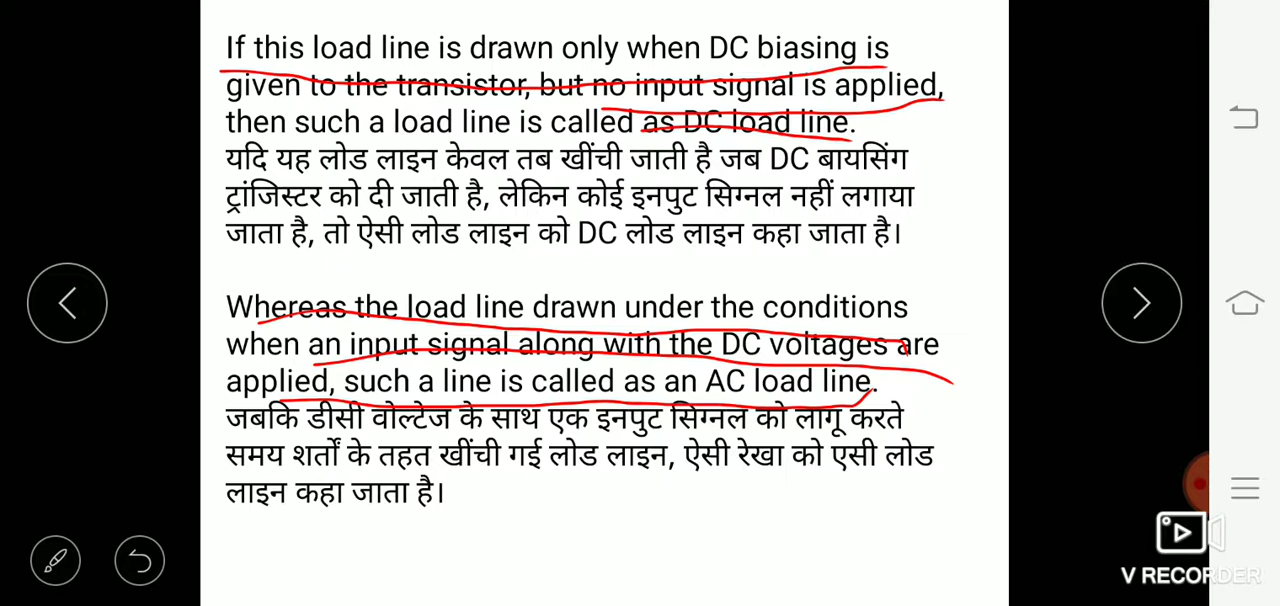 If this load line is drawn only when DC biasing is
given to the transistor, but no input signal is applied,
then such a load line is called as DC load line.
यदि यह लोड लाइन केवल तब खींची जाती है जब DC बायसिंग
ट्रांजिस्टर को दी जाती है, लेकिन कोई इनपुट सिग्नल नहीं लगाया
जाता है, तो ऐसी लोड लाइन को DC लोड लाइन कहा जाता है।
Whereas the load line drawn under the conditions
when an input signal along with the DC voltages are
applied, such a line is called as an AC load line.
जबकि डीसी वोल्टेज के साथ एक इनपुट सिग्नल को लागू करते
समय शर्तों के तहत खींची गई लोड लाइन, ऐसी रेखा को एसी लोड
लाइन कहा जाता है।
V RECORDER